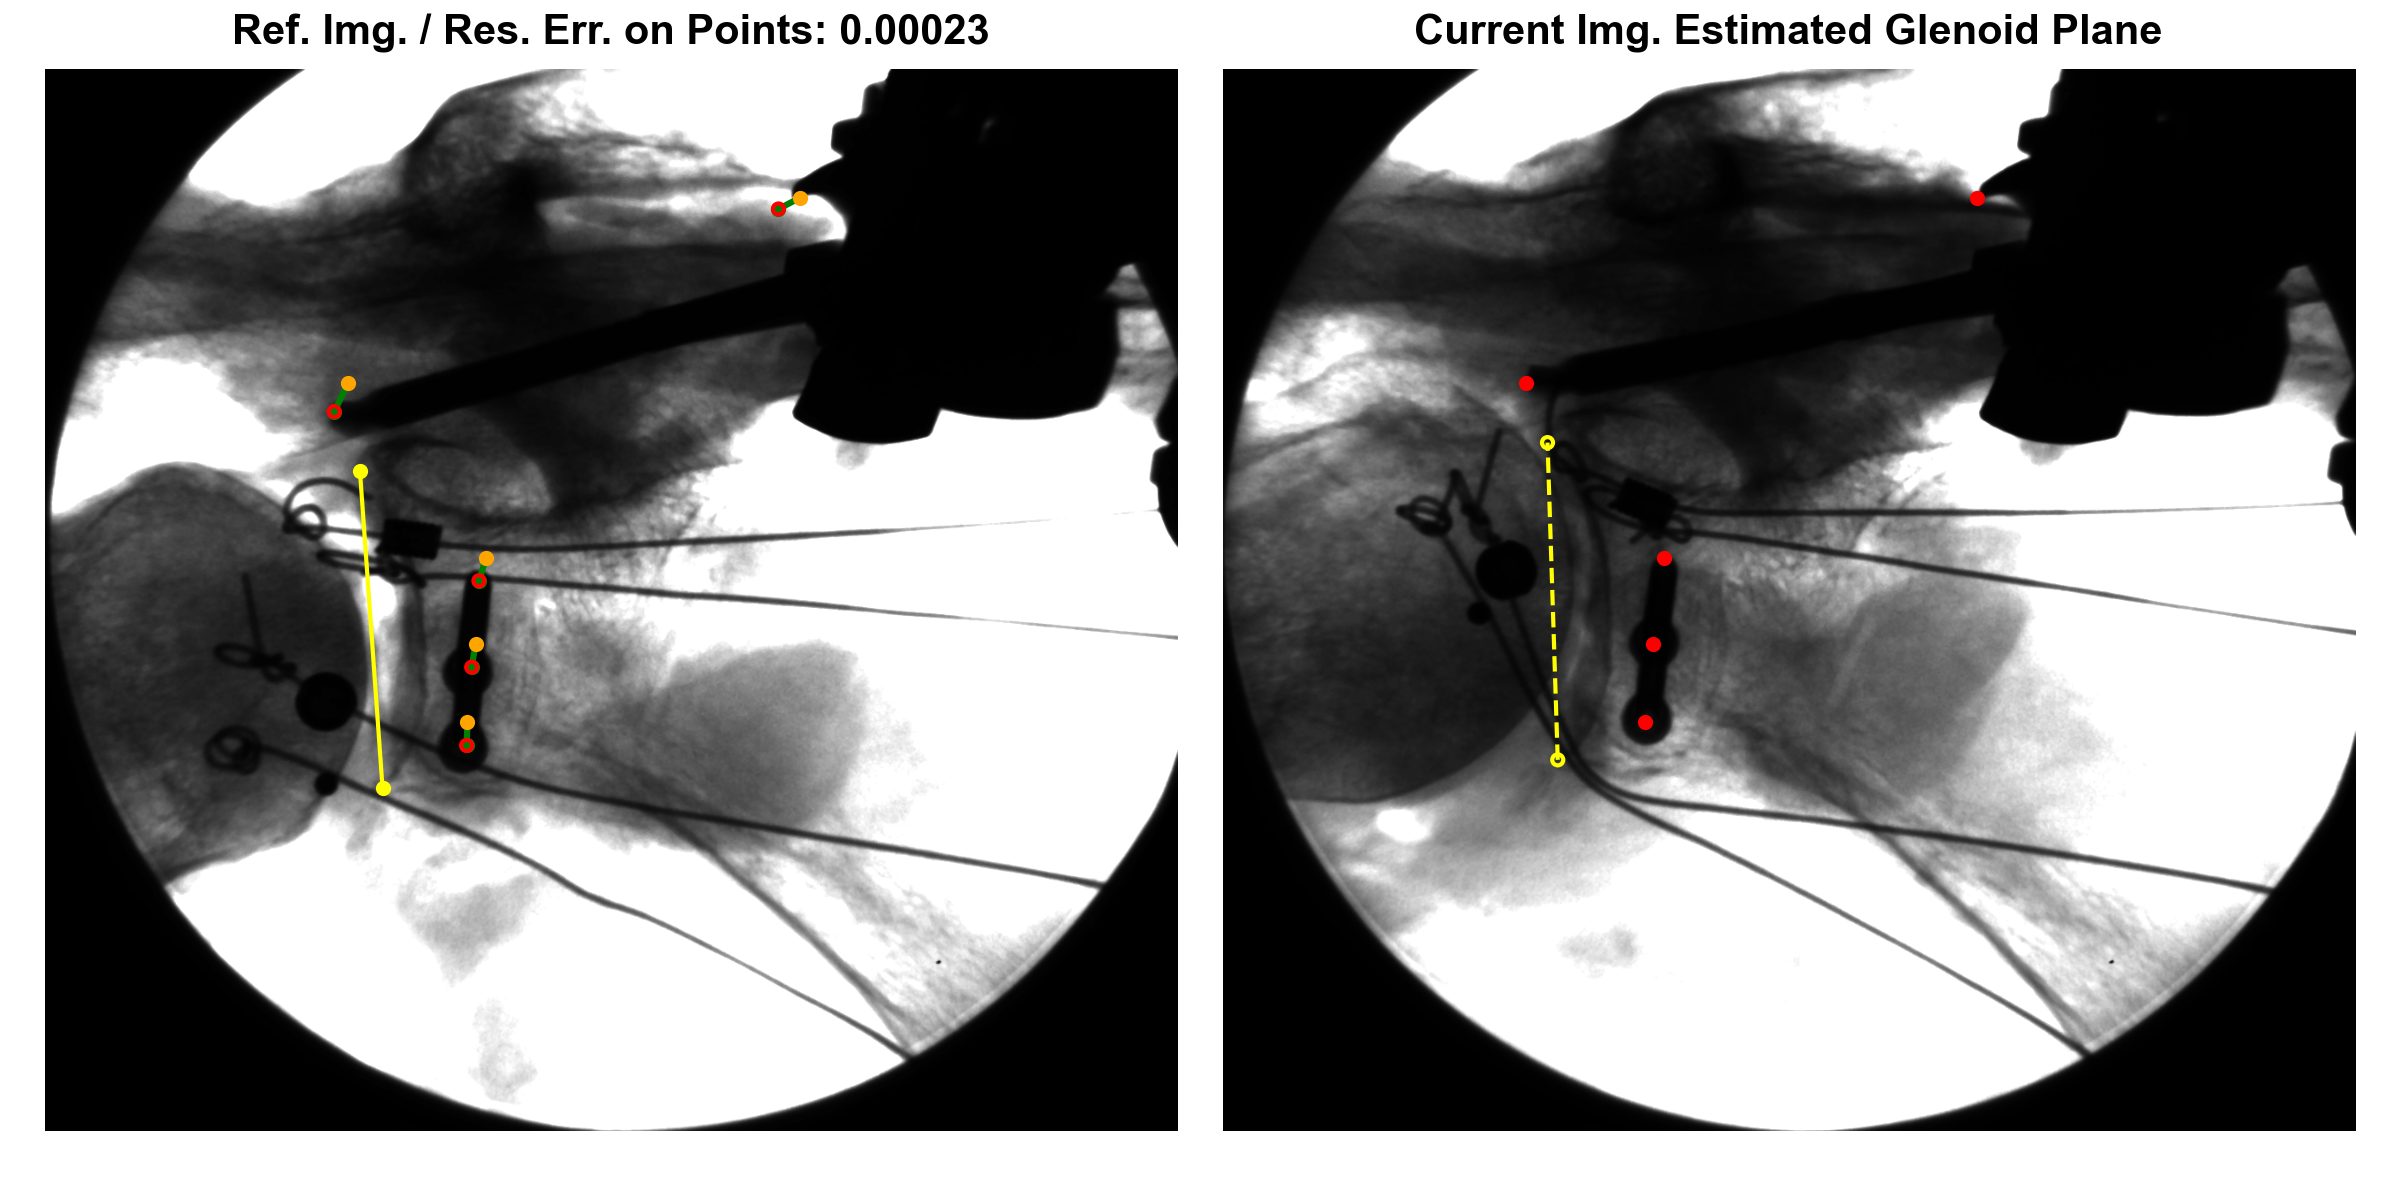 Ref. Img. / Res. Err. on Points: 0.00023
Current Img. Estimated Glenoid Plane